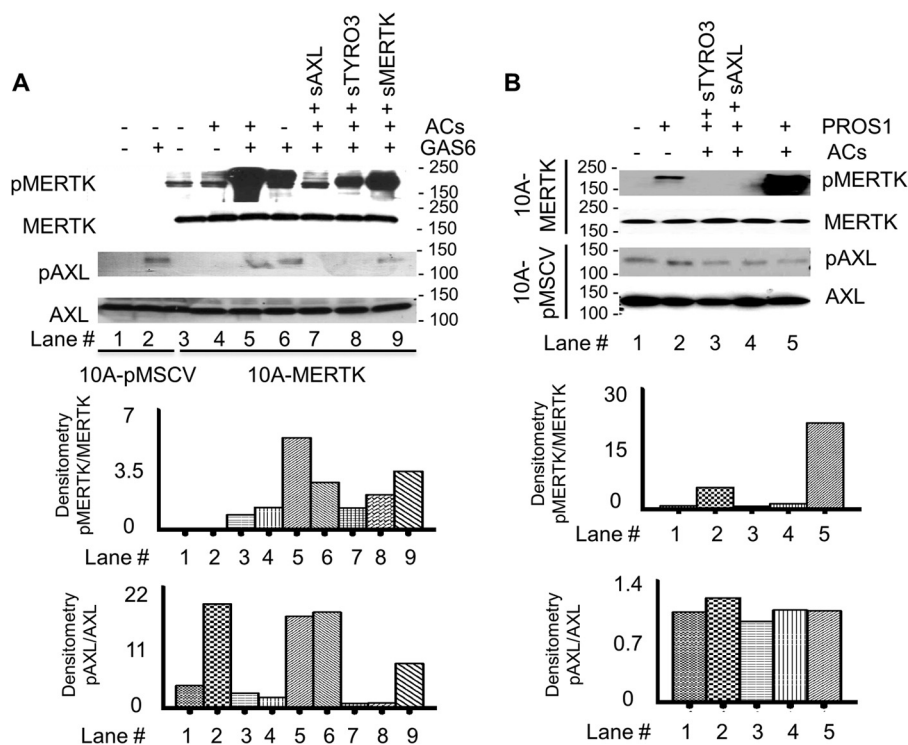 A
+ sAXL
+ sTYRO3
+ sMERTK
- - + + - + + + ACs
- + + + + + + GAS6
pMERTK
250
150
MERTK
250
150
pAXL
150
100
AXL
150
100
Lane # 1 2 3 4 5 6 7 8 9
10A-pMSCV 10A-MERTK
Densitometry
pMERTK/MERTK
7
3.5
0
Lane # 1 2 3 4 5 6 7 8 9
Densitometry
pAXL/AXL
22
11
0
Lane # 1 2 3 4 5 6 7 8 9
B
+ sTYRO3
+ sAXL
- + + + + PROS1
- + + + ACs
10A-
MERTK
250
150
pMERTK
250
150
MERTK
10A-
pMSCV
150
100
pAXL
150
100
AXL
Lane # 1 2 3 4 5
Densitometry
pMERTK/MERTK
30
15
0
Lane # 1 2 3 4 5
Densitometry
pAXL/AXL
1.4
0.7
0
Lane # 1 2 3 4 5